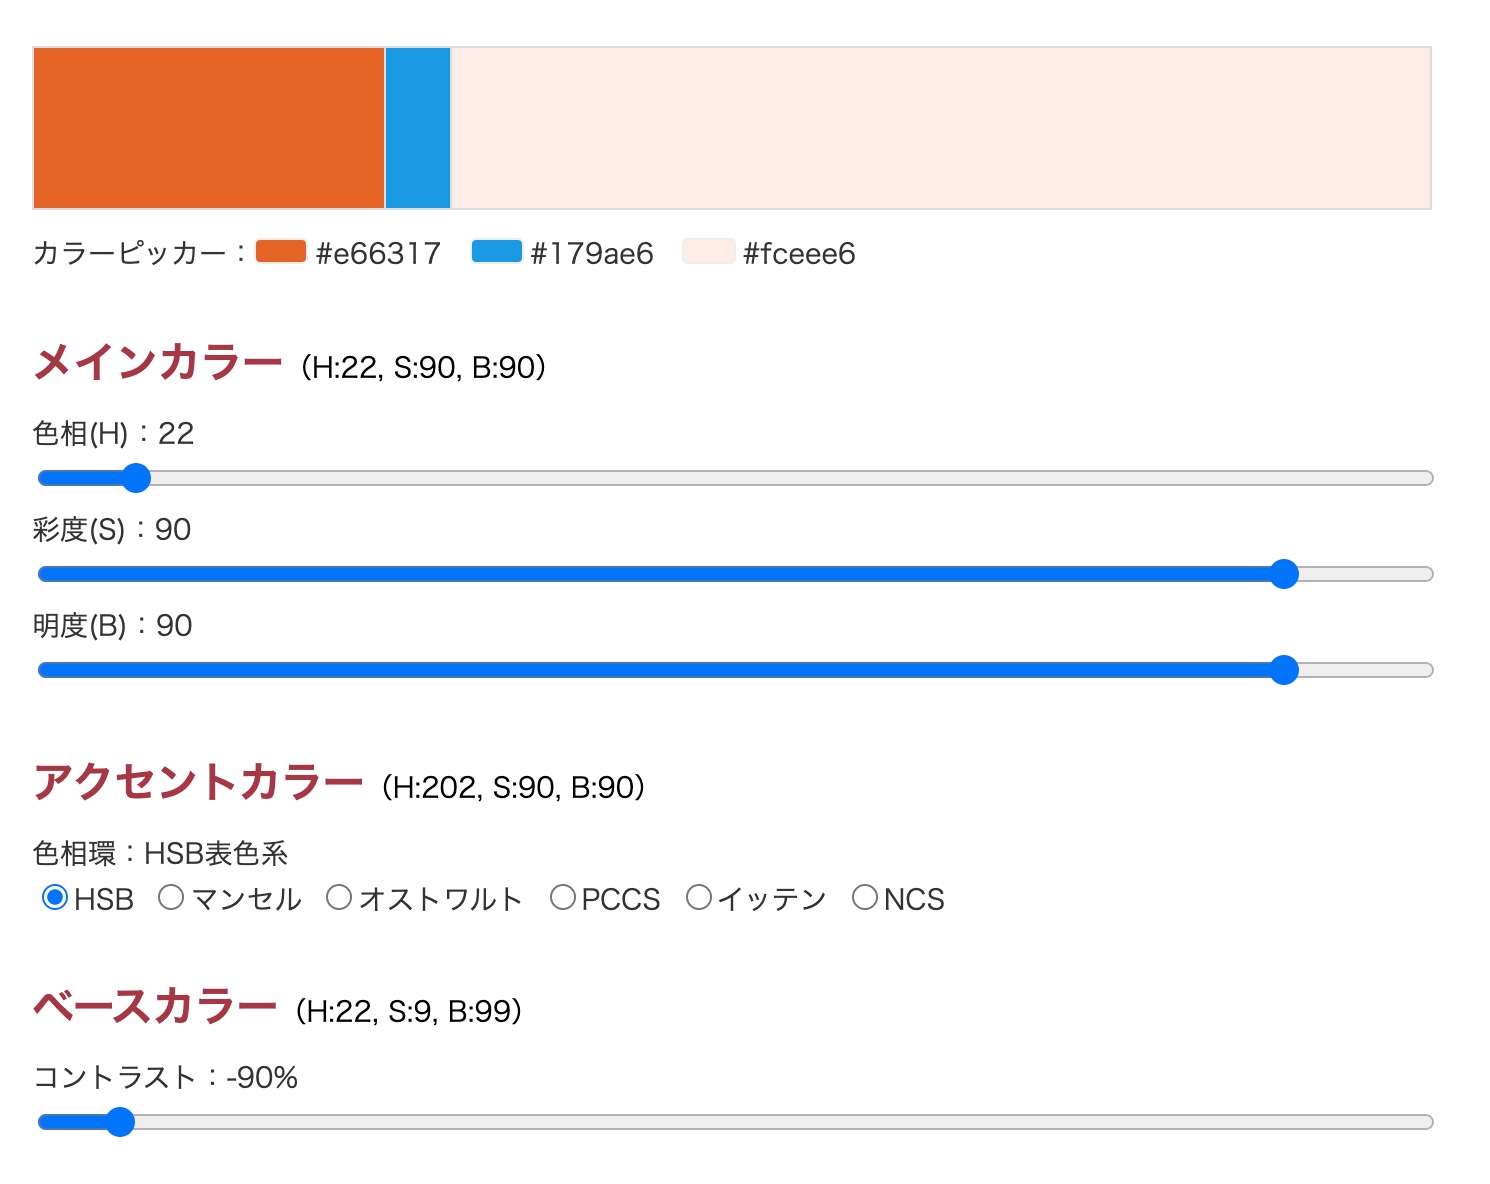 カラーピッカー：#e66317 #179ae6 #fceee6
メインカラー（H:22, S:90, B:90）
色相(H)：22
彩度(S)：90
明度(B)：90
アクセントカラー（H:202, S:90, B:90）
色相環：HSB表色系
HSB マンセル オストワルト PCCS イッテン NCS
ベースカラー（H:22, S:9, B:99）
コントラスト：-90%